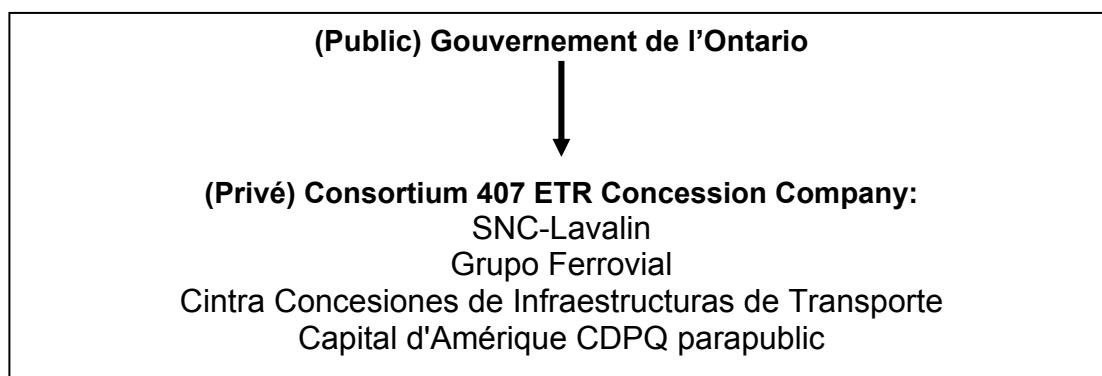 (Public) Gouvernement de l’Ontario
(Privé) Consortium 407 ETR Concession Company:
SNC-Lavalin
Grupo Ferrovial
Cintra Concesiones de Infraestructuras de Transporte
Capital d'Amérique CDPQ parapublic